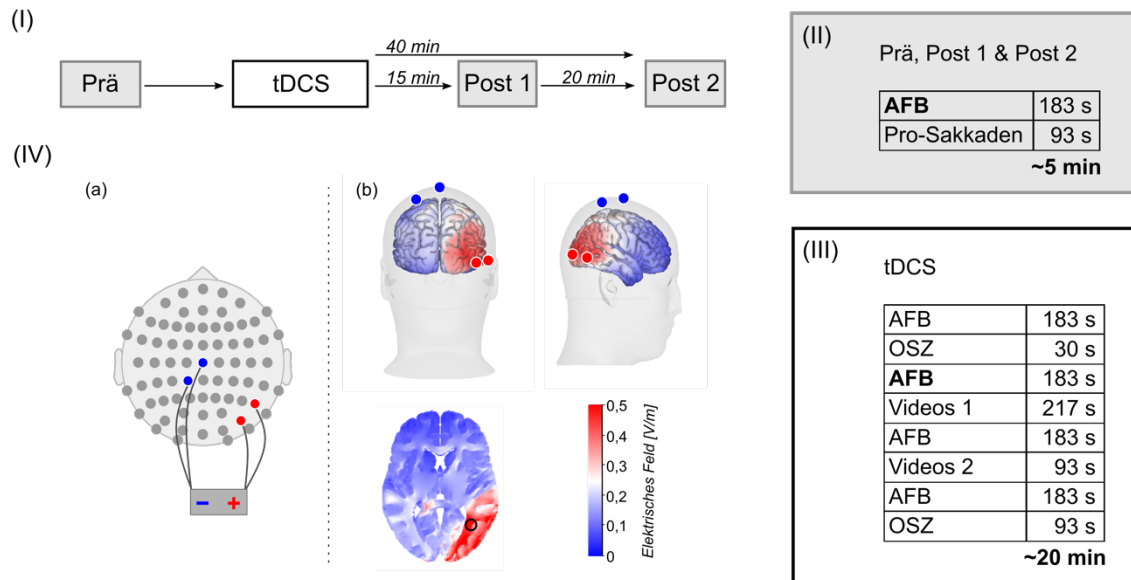 (I)
Prä
tDCS
40 min
15 min
Post 1
20 min
Post 2
(II)
Prä, Post 1 & Post 2
AFB 183 s
Pro-Sakkaden 93 s
~5 min
(III)
tDCS
AFB 183 s
OSZ 30 s
AFB 183 s
Videos 1 217 s
AFB 183 s
Videos 2 93 s
AFB 183 s
OSZ 93 s
~20 min
(IV)
(a)
− +
(b)
0,5
0,4
0,3
0,2
0,1
0
Elektrisches Feld [V/m]